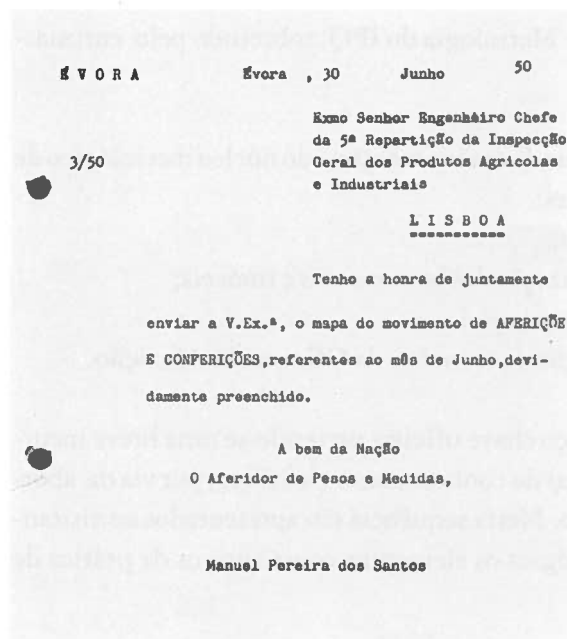 ÉVORA Évora , 30 Junho 50
Exmo Senhor Engenhèiro Chefe
da 5ª Repartição da Inspecção
3/50
Geral dos Produtos Agricolas
e Industriais
LISBOA
Tenho a honra de juntamente
enviar a V.Ex.ª, o mapa do movimento de AFERIÇÕE
E CONFERIÇÕES,referentes ao mês de Junho,devi-
damente preenchido.
A bem da Nação
O Aferidor de Pesos e Medidas,
Manuel Pereira dos Santos